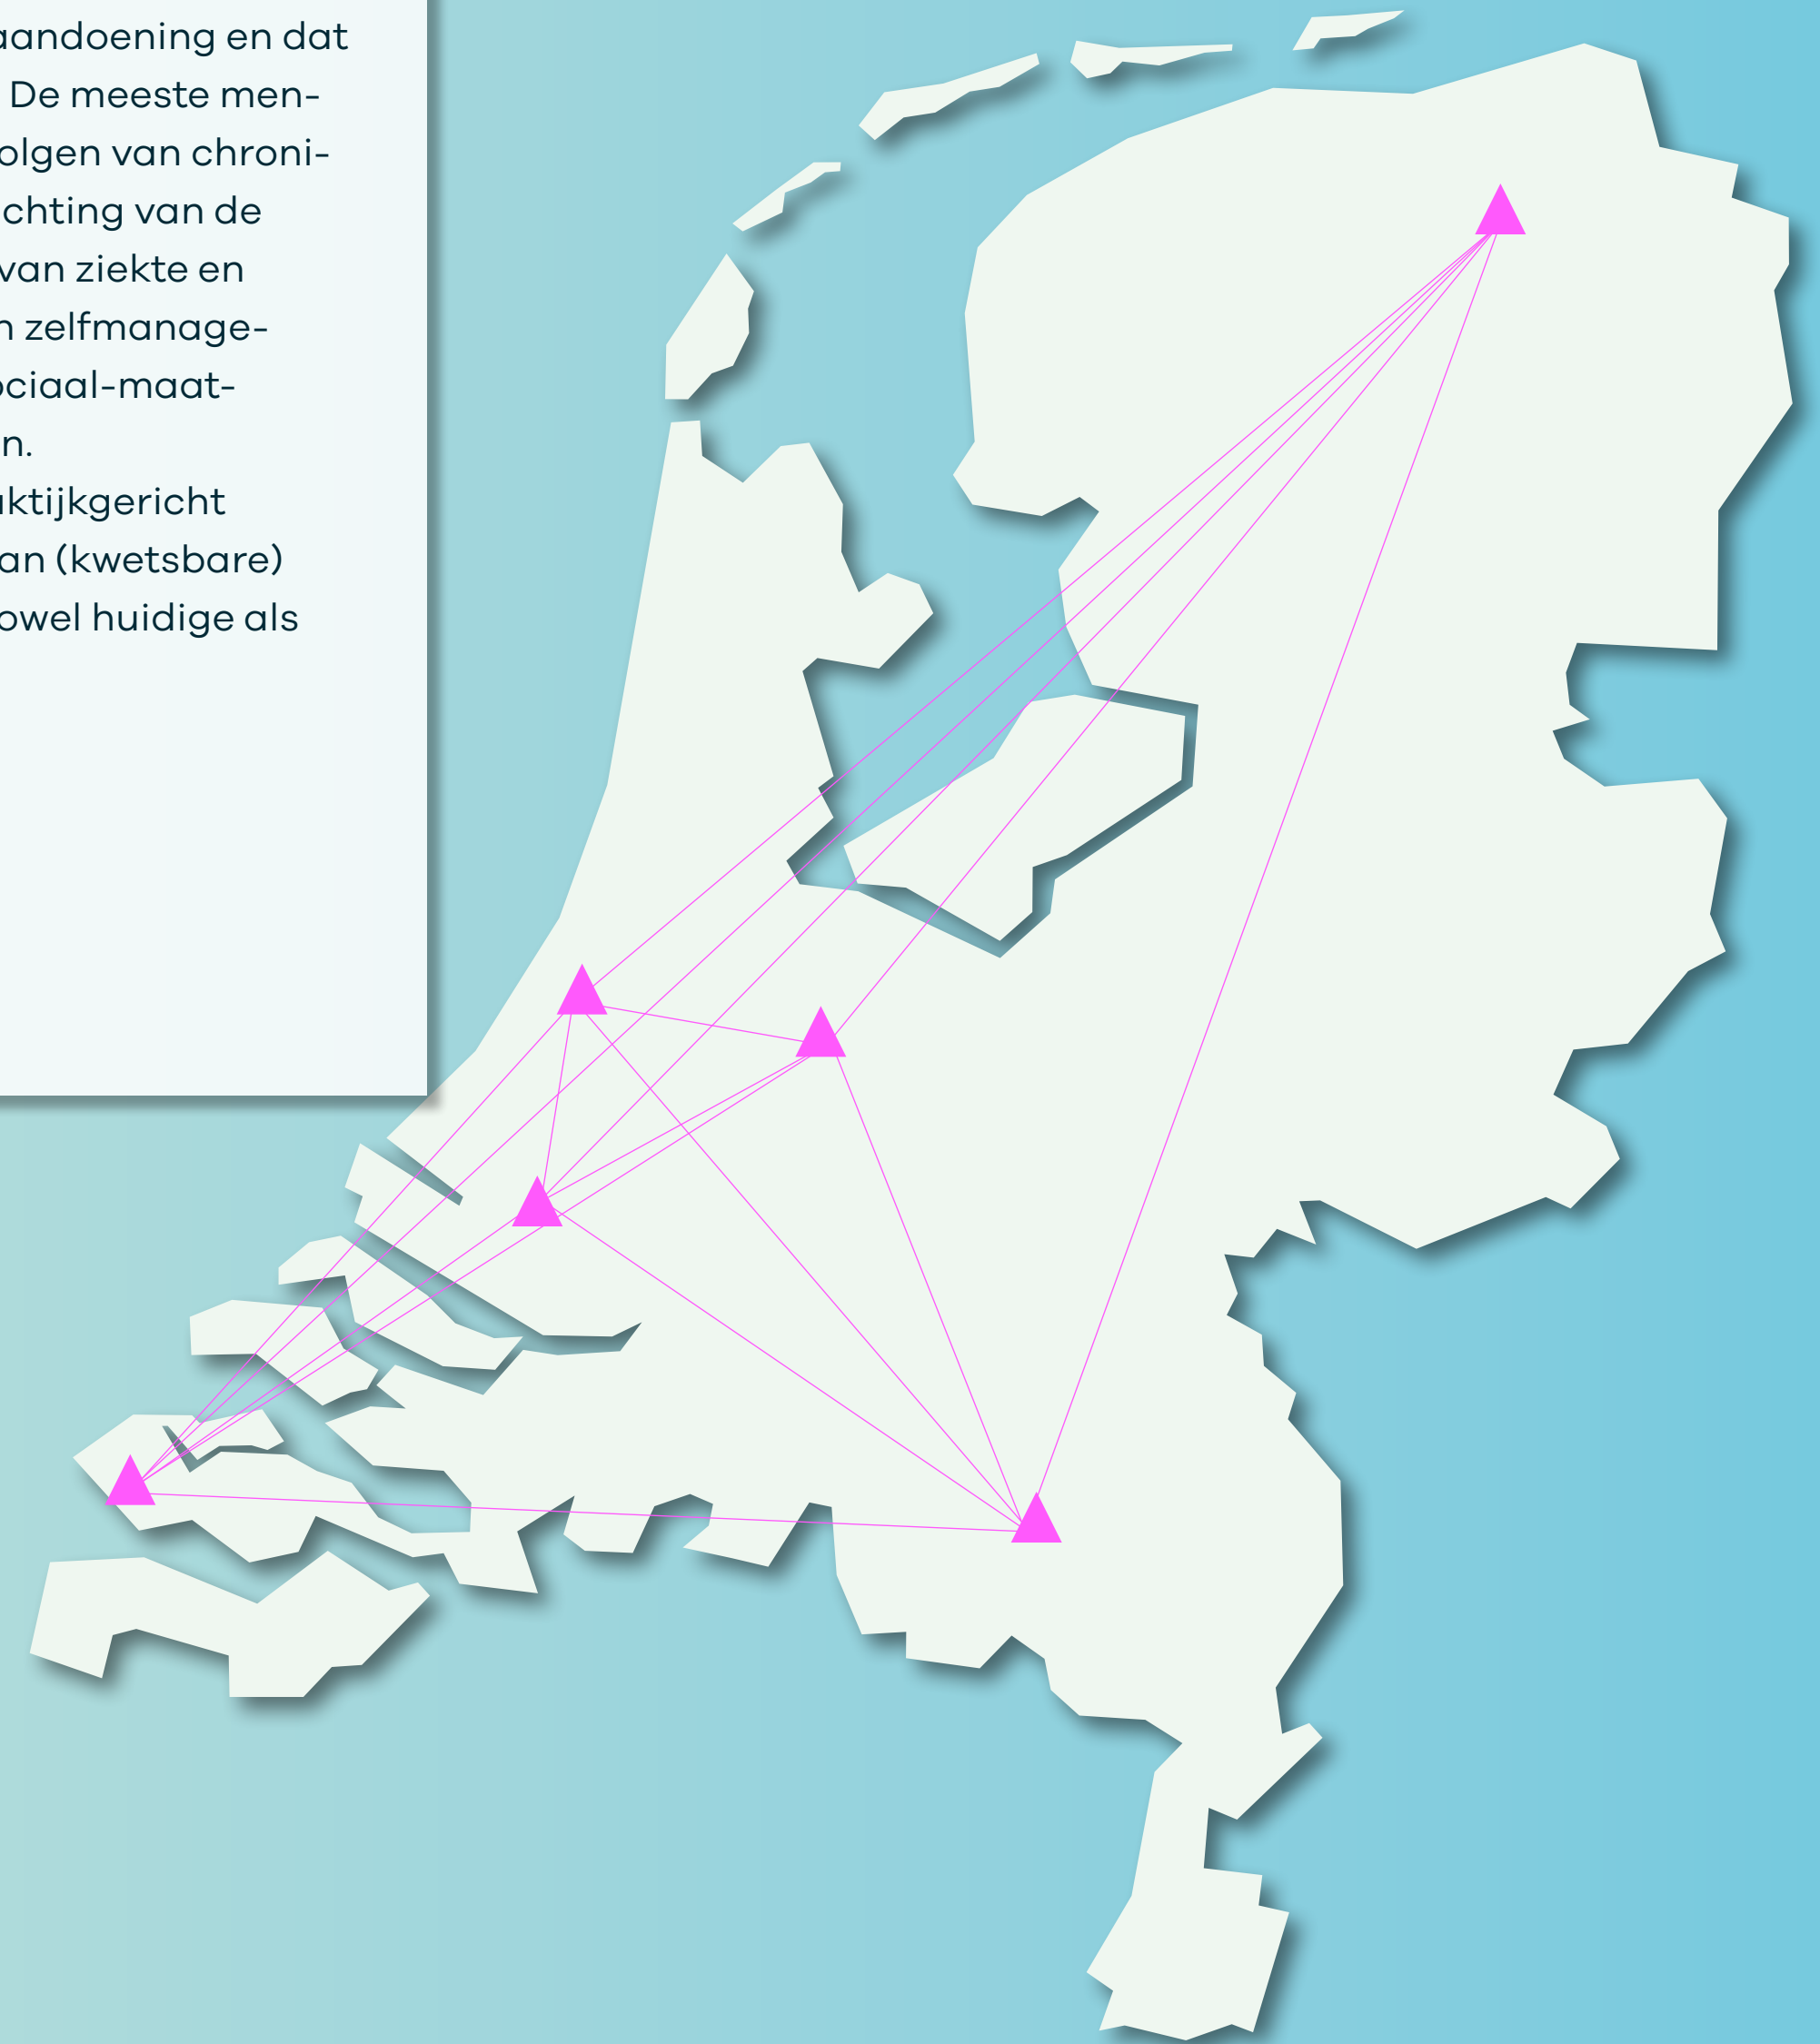 aandoening en dat
De meeste men-
olgen van chroni-
chting van de
van ziekte en
n zelfmanage-
ociaal-maat-
n.
ktijkgericht
an (kwetsbare)
owel huidige als